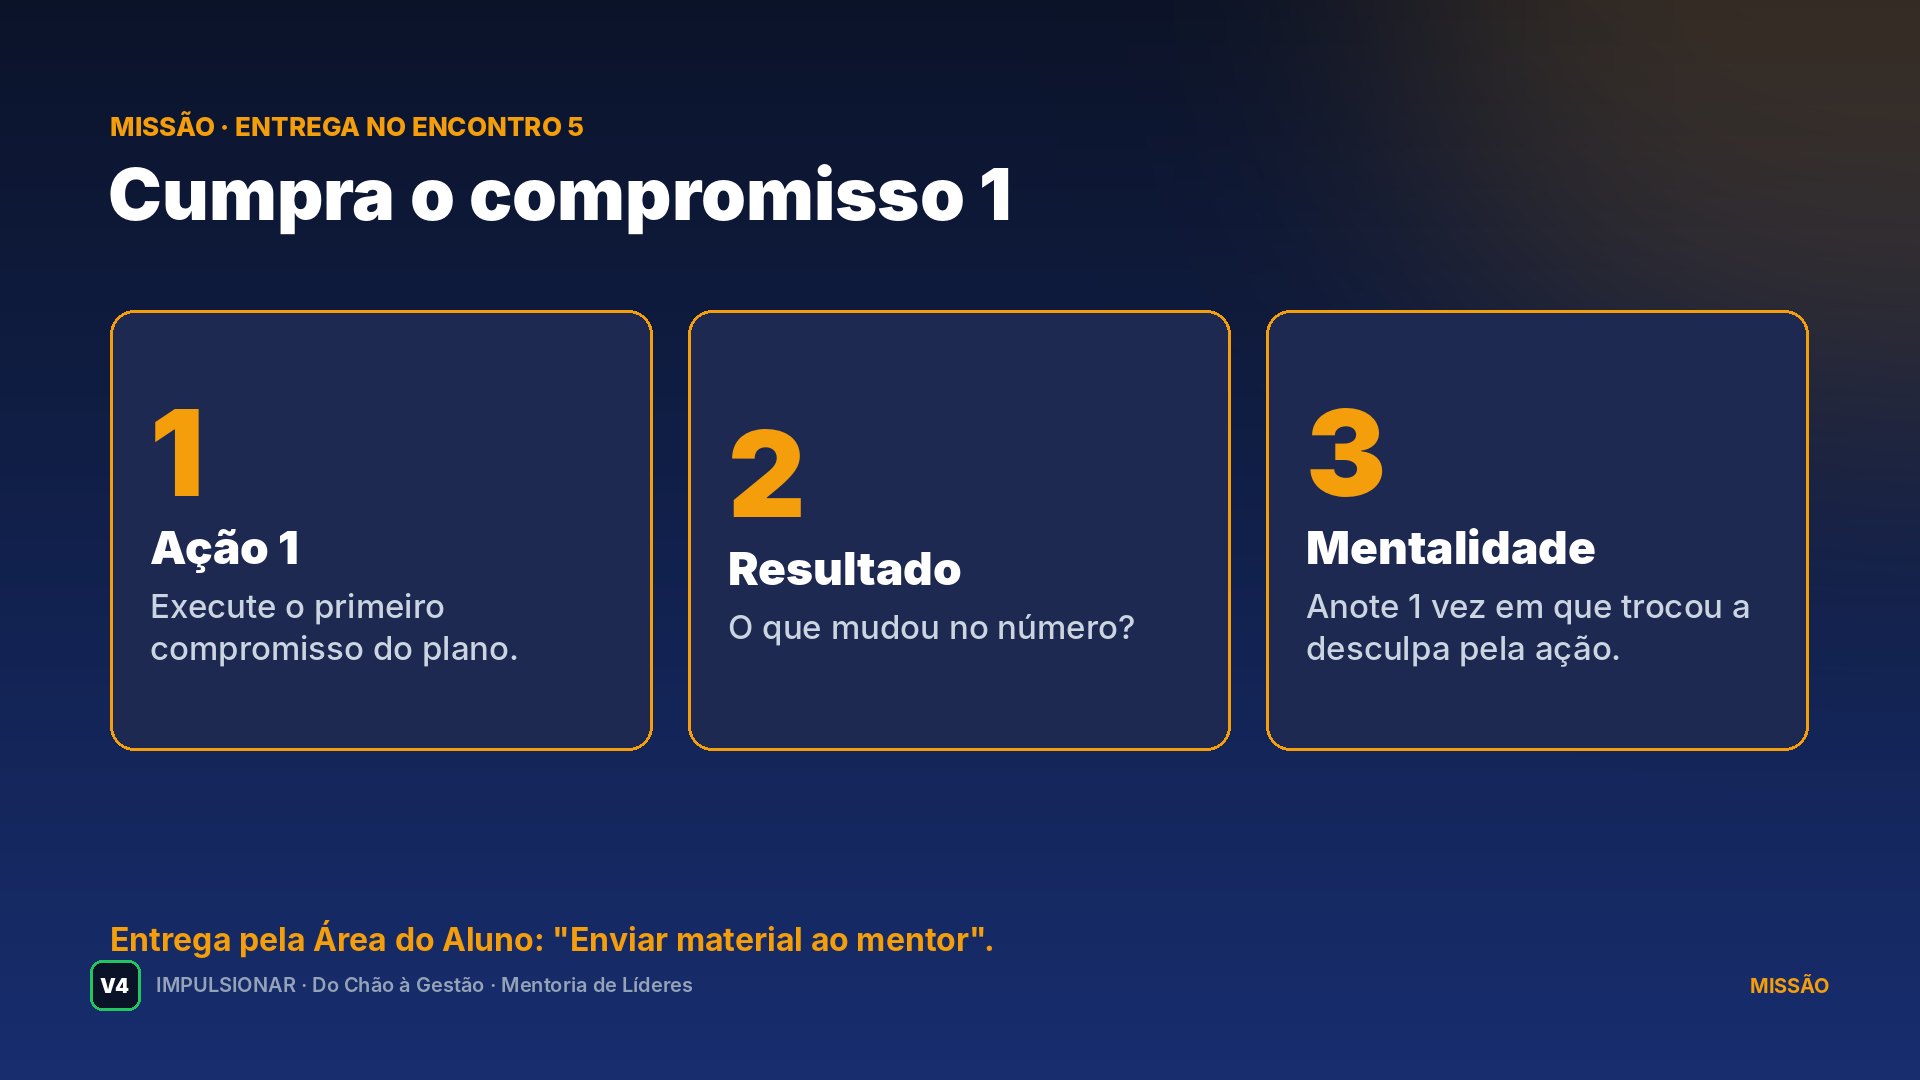 MISSÃO · ENTREGA NO ENCONTRO 5
Cumpra o compromisso 1
1
Ação 1
Execute o primeiro
compromisso do plano.
2
Resultado
O que mudou no número?
3
Mentalidade
Anote 1 vez em que trocou a
desculpa pela ação.
Entrega pela Área do Aluno: "Enviar material ao mentor".
V4
IMPULSIONAR · Do Chão à Gestão · Mentoria de Líderes
MISSÃO